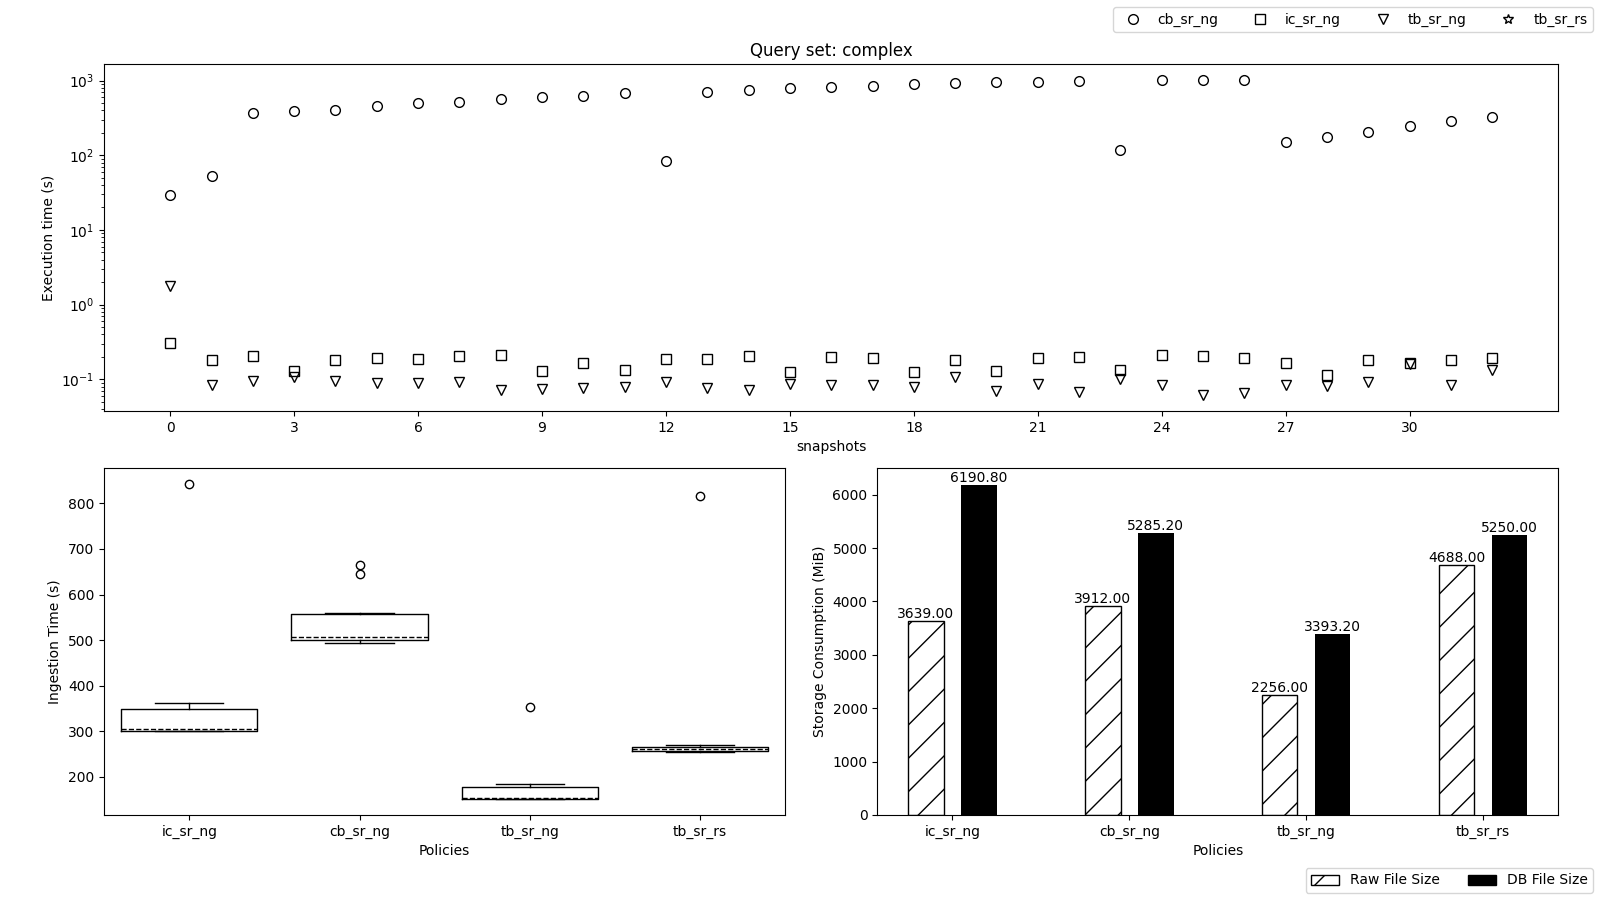 cb_sr_ng ic_sr_ng tb_sr_ng tb_sr_rs
Query set: complex
Execution time (s)
10³
10²
10¹
10⁰
10⁻¹
0 3 6 9 12 15 18 21 24 27 30
snapshots
Ingestion Time (s)
800
700
600
500
400
300
200
ic_sr_ng cb_sr_ng tb_sr_ng tb_sr_rs
Policies
Storage Consumption (MiB)
6000
5000
4000
3000
2000
1000
0
3639.00 6190.80
3912.00 5285.20
2256.00 3393.20
4688.00 5250.00
ic_sr_ng cb_sr_ng tb_sr_ng tb_sr_rs
Policies
Raw File Size DB File Size